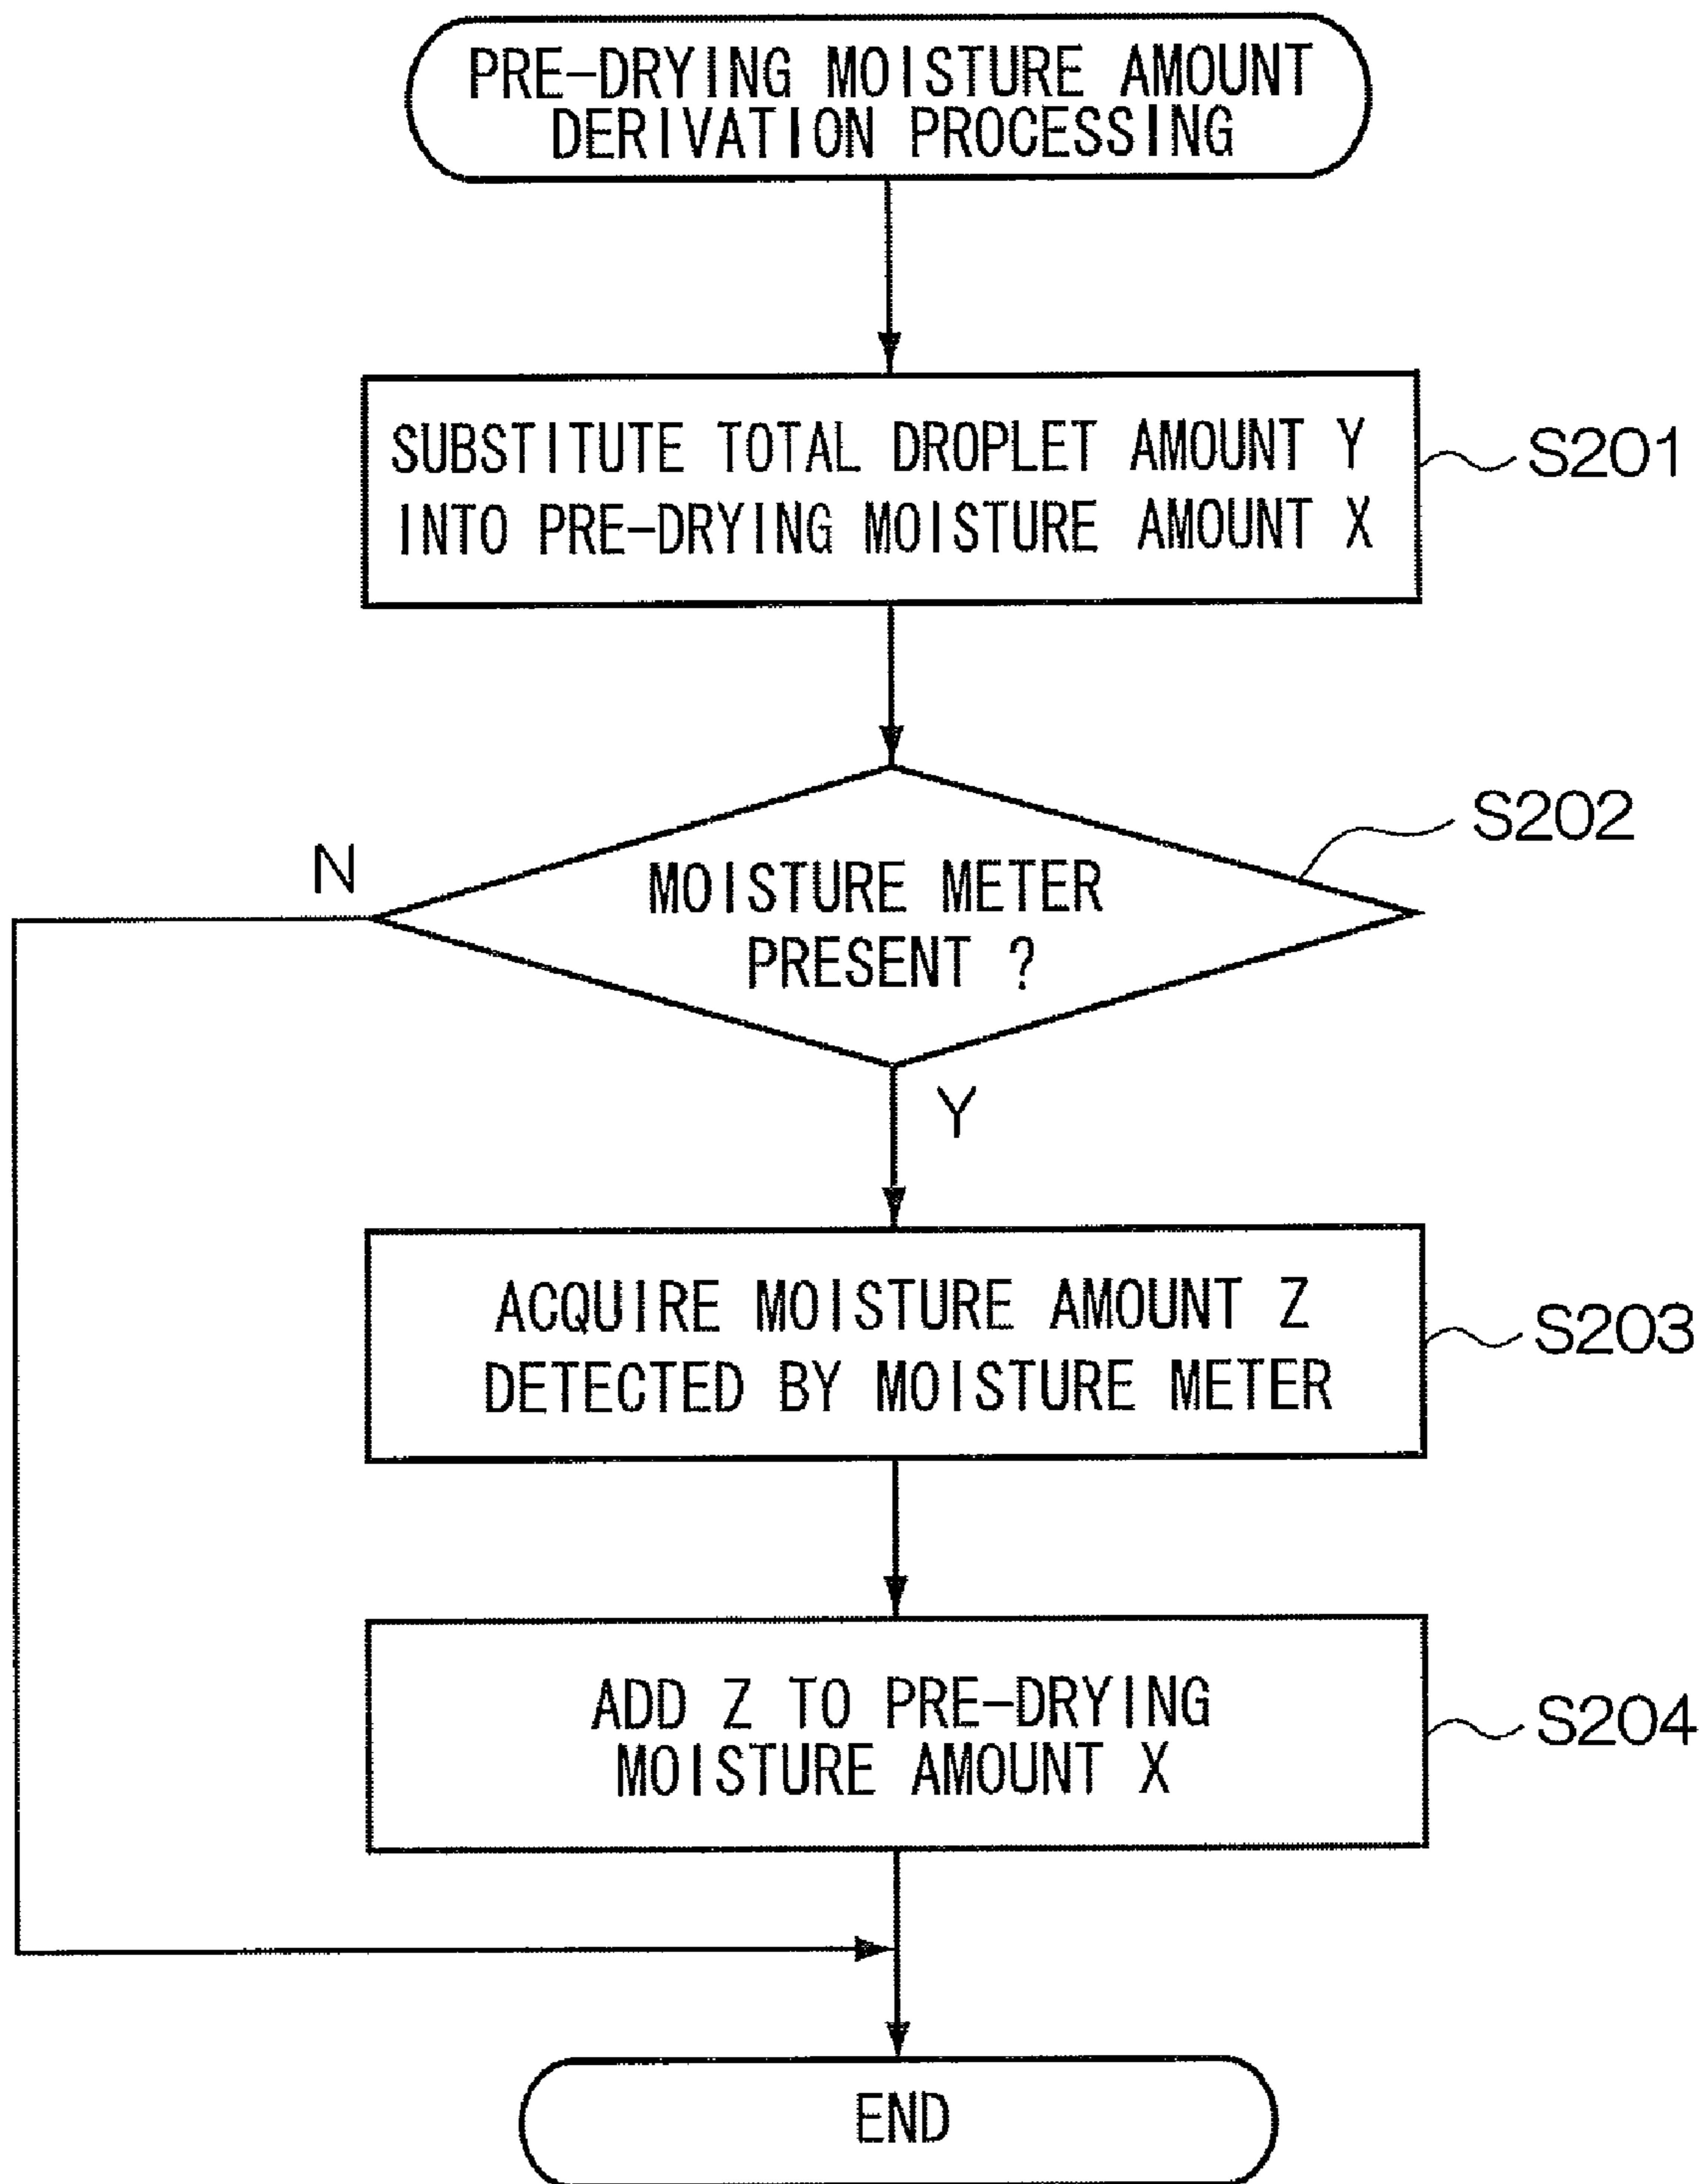 PRE-DRYING MOISTURE AMOUNT
DERIVATION PROCESSING
SUBSTITUTE TOTAL DROPLET AMOUNT Y
INTO PRE-DRYING MOISTURE AMOUNT X
S201
S202
N
MOISTURE METER
PRESENT ?
Y
ACQUIRE MOISTURE AMOUNT Z
DETECTED BY MOISTURE METER
S203
ADD Z TO PRE-DRYING
MOISTURE AMOUNT X
S204
END